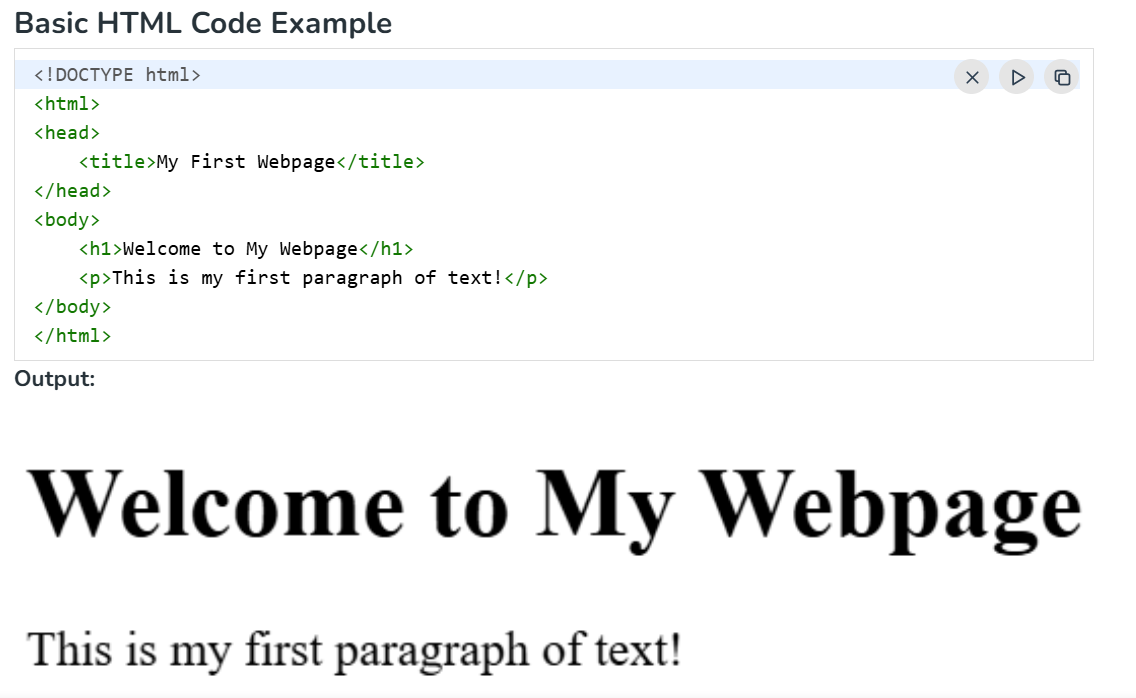 Basic HTML Code Example
<!DOCTYPE html>
<html>
<head>
    <title>My First Webpage</title>
</head>
<body>
    <h1>Welcome to My Webpage</h1>
    <p>This is my first paragraph of text!</p>
</body>
</html>
Output:
Welcome to My Webpage
This is my first paragraph of text!